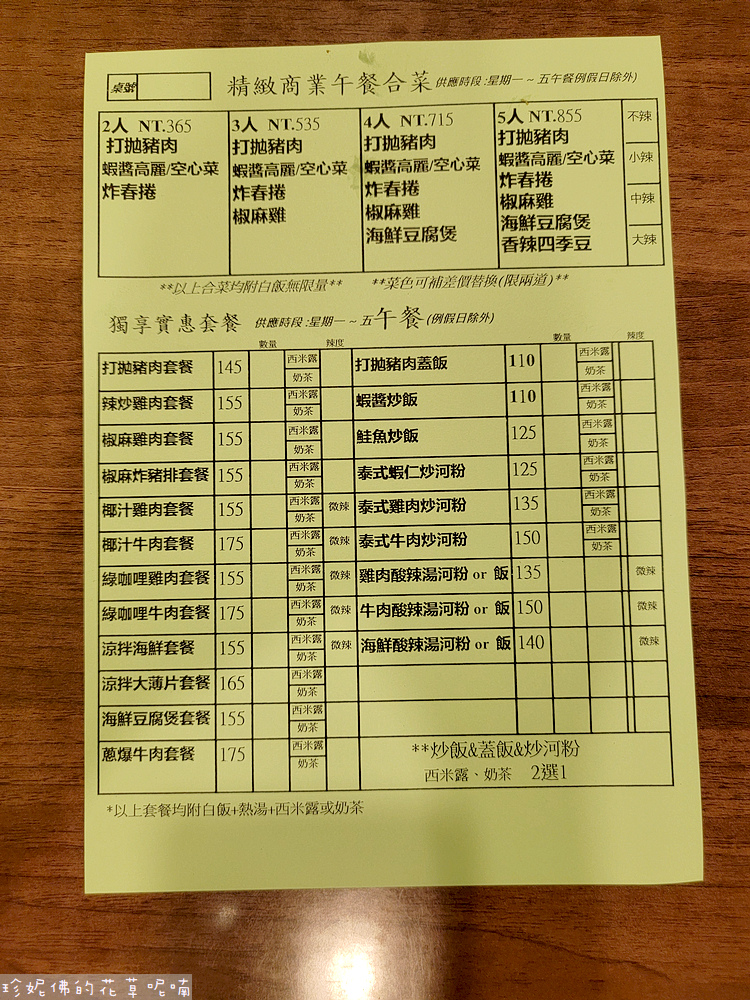 桌號
精緻商業午餐合菜 供應時段:星期一~五午餐例假日除外)
2人 NT.365
打拋豬肉
蝦醬高麗/空心菜
炸春捲
3人 NT.535
打拋豬肉
蝦醬高麗/空心菜
炸春捲
椒麻雞
4人 NT.715
打拋豬肉
蝦醬高麗/空心菜
炸春捲
椒麻雞
海鮮豆腐煲
5人 NT.855
打拋豬肉
蝦醬高麗/空心菜
炸春捲
椒麻雞
海鮮豆腐煲
香辣四季豆
不辣
小辣
中辣
大辣
**以上合菜均附白飯無限量** **菜色可補差價替換(限兩道)**
獨享實惠套餐 供應時段:星期一~五午餐(例假日除外)
數量 辣度 數量 辣度
打拋豬肉套餐 145 西米露 奶茶 打拋豬肉蓋飯 110 西米露 奶茶
辣炒雞肉套餐 155 西米露 奶茶 蝦醬炒飯 110 西米露 奶茶
椒麻雞肉套餐 155 西米露 奶茶 鮭魚炒飯 125 西米露 奶茶
椒麻炸豬排套餐 155 西米露 奶茶 泰式蝦仁炒河粉 125 西米露 奶茶
椰汁雞肉套餐 155 西米露 奶茶 微辣 泰式雞肉炒河粉 135 西米露 奶茶
椰汁牛肉套餐 175 西米露 奶茶 微辣 泰式牛肉炒河粉 150 西米露 奶茶
綠咖哩雞肉套餐 155 西米露 奶茶 微辣 雞肉酸辣湯河粉 or 飯 135 微辣
綠咖哩牛肉套餐 175 西米露 奶茶 微辣 牛肉酸辣湯河粉 or 飯 150 微辣
涼拌海鮮套餐 155 西米露 奶茶 微辣 海鮮酸辣湯河粉 or 飯 140 微辣
涼拌大薄片套餐 165 西米露 奶茶
海鮮豆腐煲套餐 155 西米露 奶茶
蔥爆牛肉套餐 175 西米露 奶茶
**炒飯&蓋飯&炒河粉
西米露、奶茶 2選1
*以上套餐均附白飯+熱湯+西米露或奶茶
珍妮佛的花草呢喃